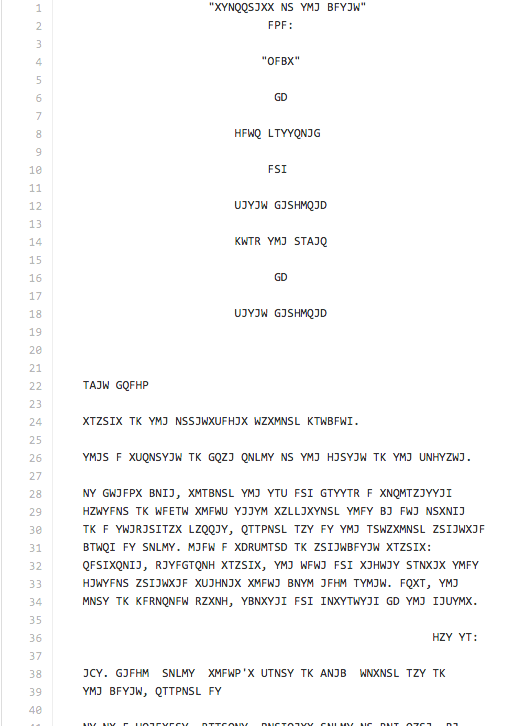 1 "XYNQQSJXX NS YMJ BFYJW"
2 FPF:
3
4 "OFBX"
5
6 GD
7
8 HFWQ LTYYQNJG
9
10 FSI
11
12 UJYJW GJSHMQJD
13
14 KWTR YMJ STAJQ
15
16 GD
17
18 UJYJW GJSHMQJD
19
20
21
22 TAJW GQFHP
23
24 XTZSIX TK YMJ NSSJWXUFHJX WZXMNSL KTWBFWI.
25
26 YMJS F XUQNSYJW TK GQZJ QNLMY NS YMJ HJSYJW TK YMJ UNHYZWJ.
27
28 NY GWJFPX BNIJ, XMTBNSL YMJ YTU FSI GTYYTR F XNQMTZJYYJI
29 HZWYFNS TK WFETW XMFWU YJJYM XZLLJXYNSL YMFY BJ FWJ NSXNIJ
30 TK F YWJRJSITZX LZQQJY, QTTPNSL TZY FY YMJ TSWZXMNSL ZSIJWXJF
31 BTWQI FY SNLMY. MJFW F XDRUMTSD TK ZSIJWBFYJW XTZSIX:
32 QFSIXQNIJ, RJYFGTQNH XTZSIX, YMJ WFWJ FSI XJHWJY STNXJX YMFY
33 HJWYFNS ZSIJWXJF XUJHNJX XMFWJ BNYM JFHM TYMJW. FQXT, YMJ
34 MNSY TK KFRNQNFW RZXNH, YBNXYJI FSI INXYTWYJI GD YMJ IJUYMX.
35
36 HZY YT:
37
38 JCY. GJFHM SNLMY XMFWP'X UTNSY TK ANJB WNXNSL TZY TK
39 YMJ BFYJW, QTTPNSL FY
40